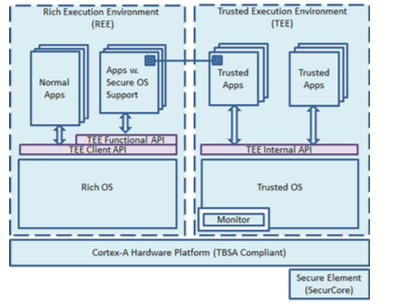 Rich Execution Environment
(REE)
Trusted Execution Environment
(TEE)
Normal
Apps
Apps w.
Secure OS
Support
Trusted
Apps
Trusted
Apps
TEE Functional API
TEE Client API
TEE Internal API
Rich OS
Trusted OS
Monitor
Cortex-A Hardware Platform (TBSA Compliant)
Secure Element
(SecurCore)